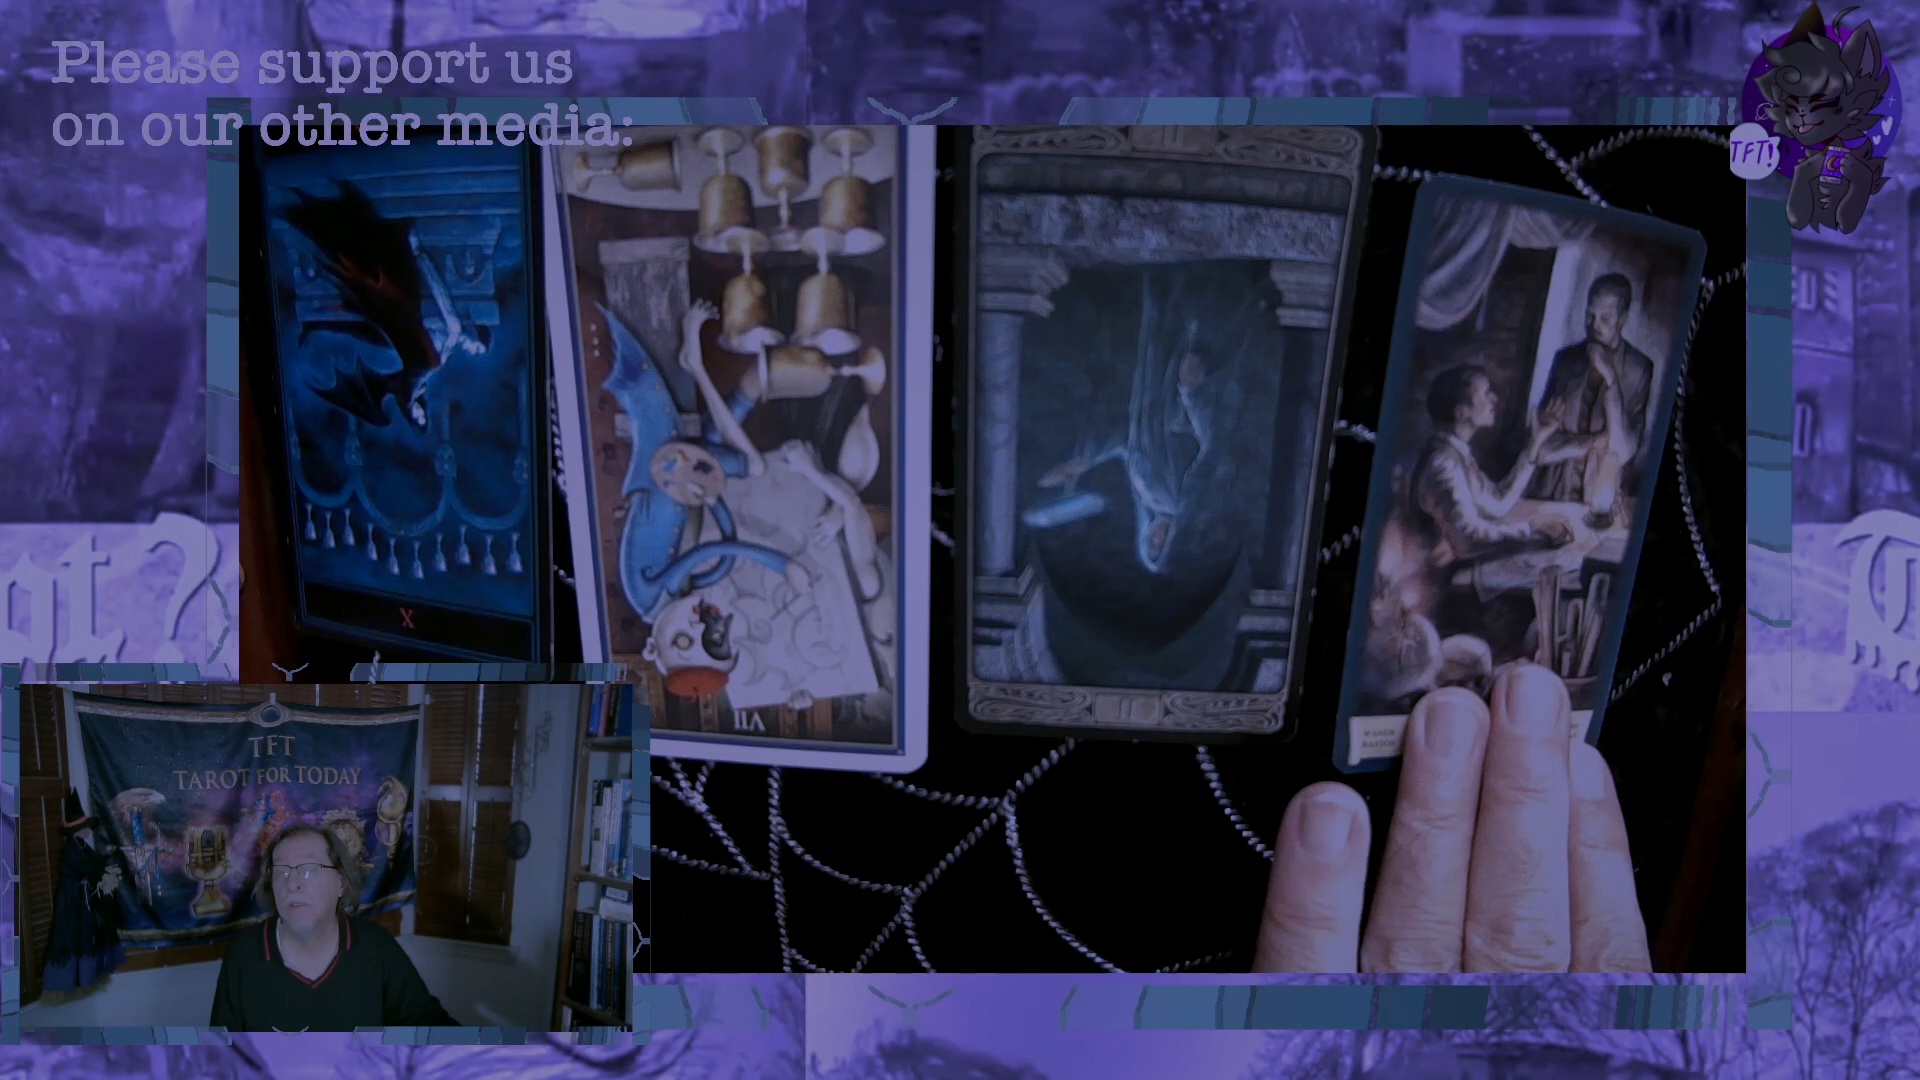 Please support us
on our other media:
TFT!
X
VII
II
TFT
TAROT FOR TODAY